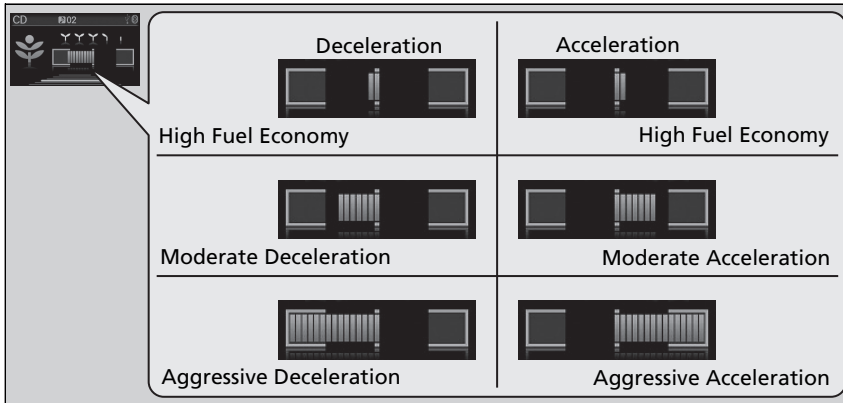 CD 02
Deceleration Acceleration
High Fuel Economy High Fuel Economy
Moderate Deceleration Moderate Acceleration
Aggressive Deceleration Aggressive Acceleration